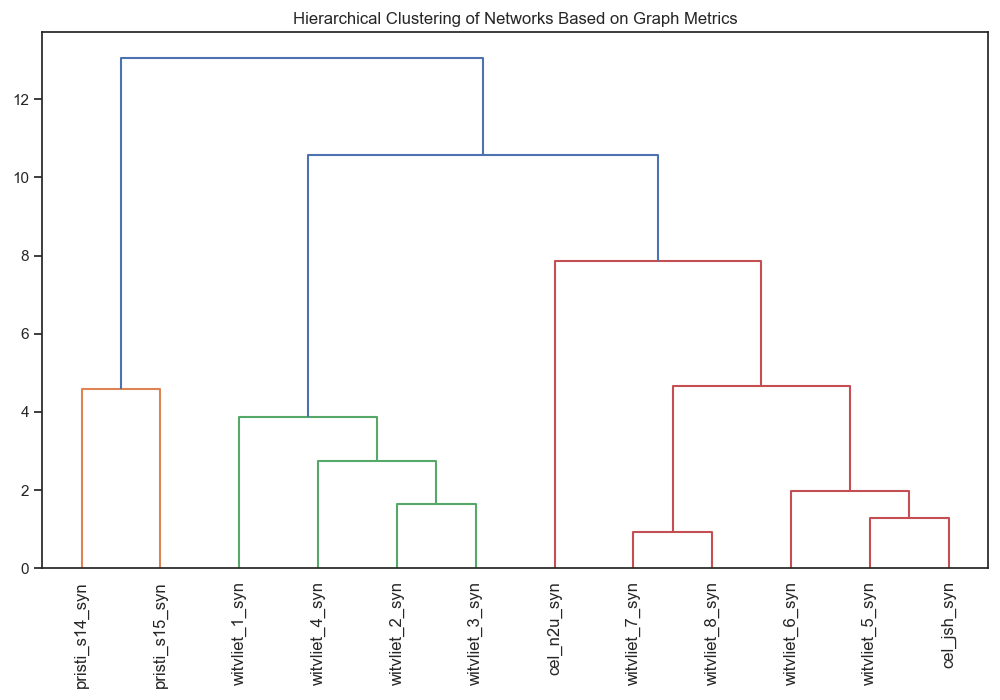 Hierarchical Clustering of Networks Based on Graph Metrics
12
10
8
6
4
2
0
pristi_s14_syn
pristi_s15_syn
witvliet_1_syn
witvliet_4_syn
witvliet_2_syn
witvliet_3_syn
cel_n2u_syn
witvliet_7_syn
witvliet_8_syn
witvliet_6_syn
witvliet_5_syn
cel_jsh_syn